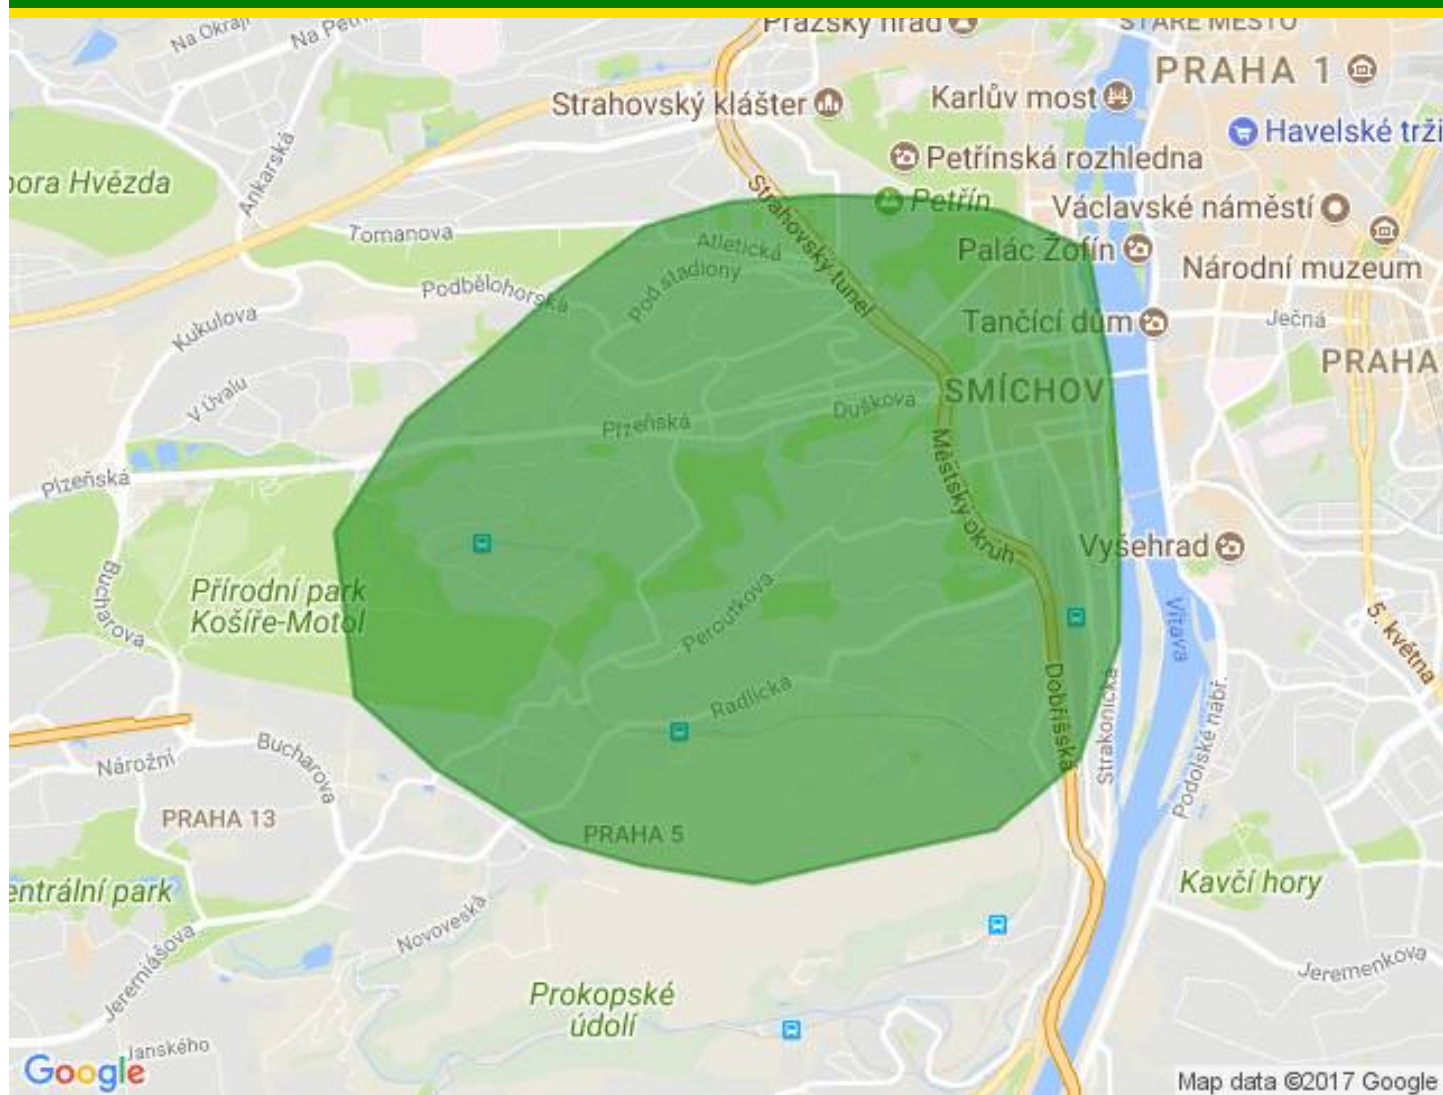 Na Okraji
Na Petři
Pražský hrad
STARÉ MĚSTO
PRAHA 1
Strahovský klášter
Karlův most
Havelské trži
Ankarská
Petřínská rozhledna
bora Hvězda
Strahovský tunel
Petřín
Václavské náměstí
Tomanova
Atletická
Palác Žofín
Národní muzeum
Podbělohorská
Pod stadiony
Kukulova
Tančící dům
Ječná
PRAHA
V Úvalu
SMÍCHOV
Duškova
Plzeňská
Městský okruh
Plzeňská
Vyšehrad
Bucharova
Přírodní park
Košíře-Motol
Peroutkova
Vltava
5. května
Radlická
Dobříšská
Strakonická
Podolské nábř.
Bucharova
Nárožní
PRAHA 13
PRAHA 5
entrální park
Kavčí hory
Novoveská
Jeremiášova
Jeremenkova
Prokopské
údolí
Janského
Google
Map data ©2017 Google